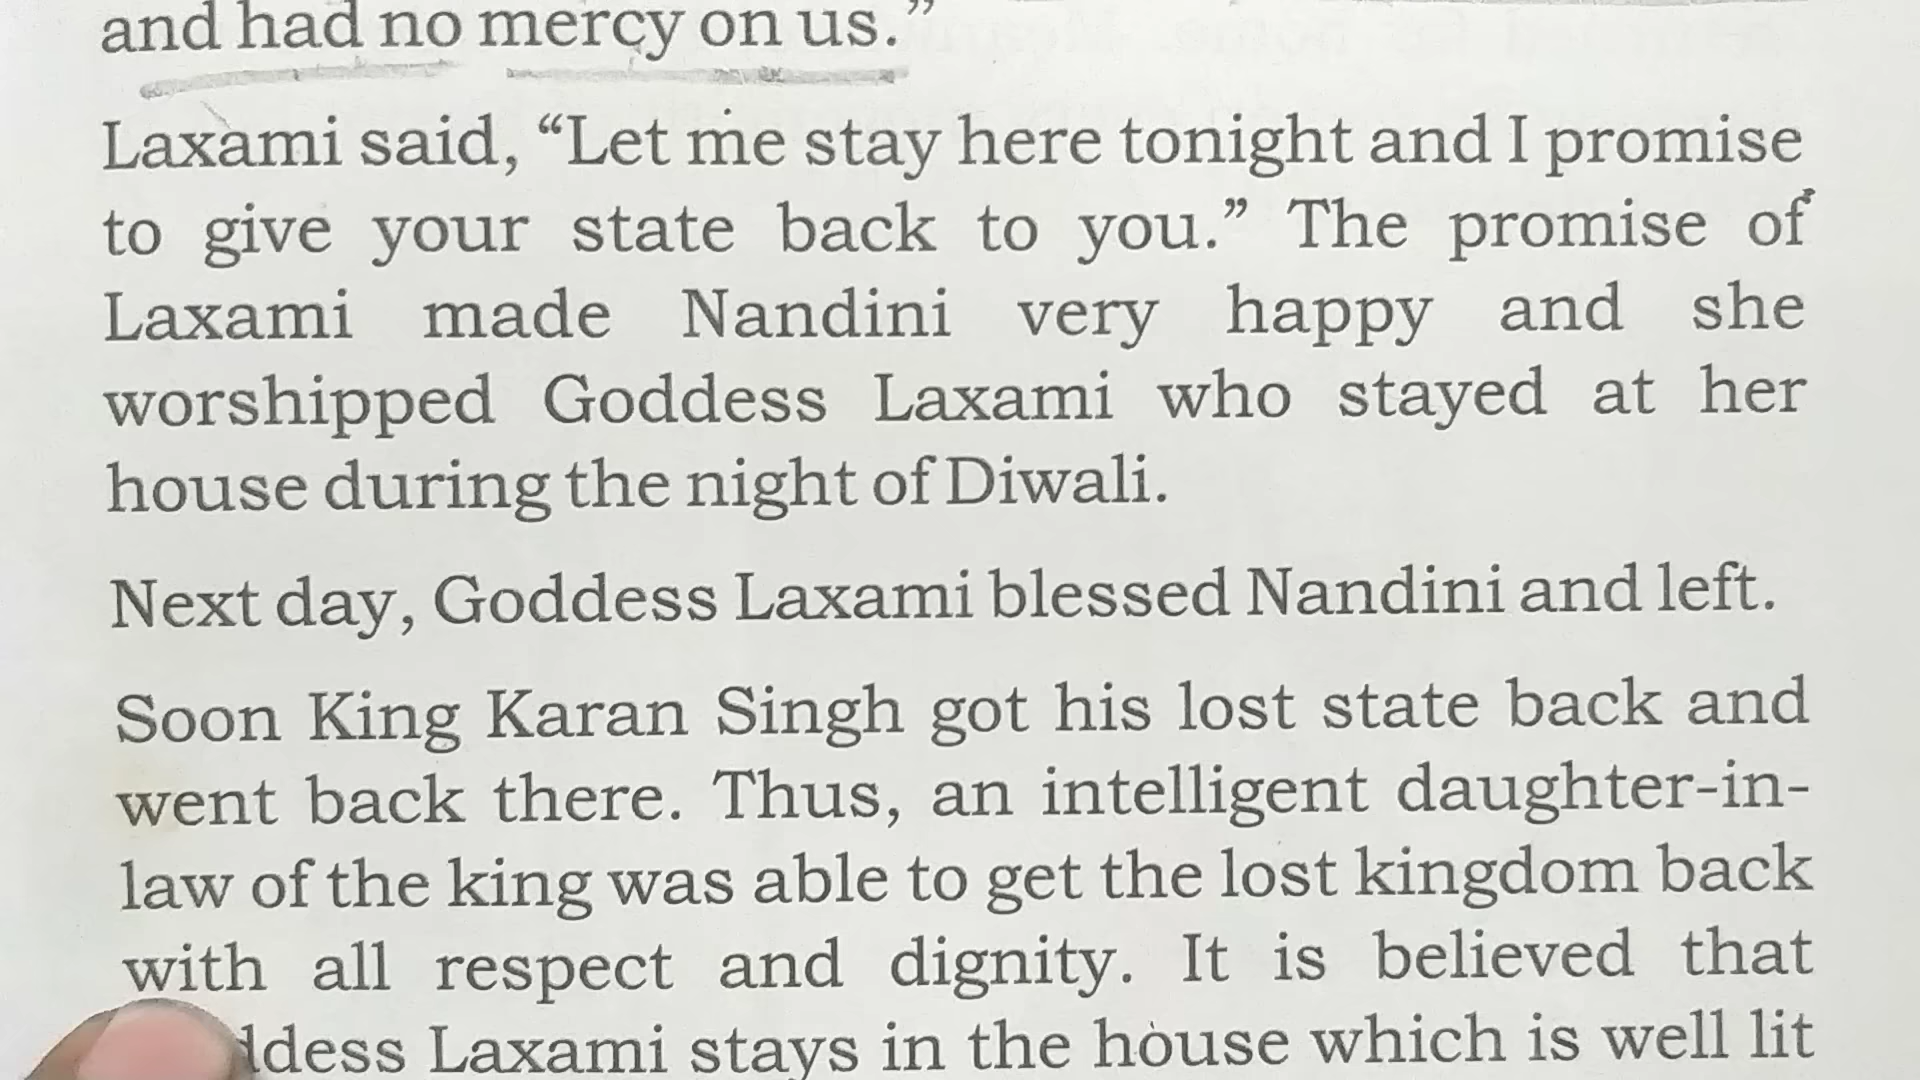 and had no mercy on us.”
Laxami said, “Let me stay here tonight and I promise
to give your state back to you.” The promise of
Laxami made Nandini very happy and she
worshipped Goddess Laxami who stayed at her
house during the night of Diwali.
Next day, Goddess Laxami blessed Nandini and left.
Soon King Karan Singh got his lost state back and
went back there. Thus, an intelligent daughter-in-
law of the king was able to get the lost kingdom back
with all respect and dignity. It is believed that
ddess Laxami stays in the house which is well lit